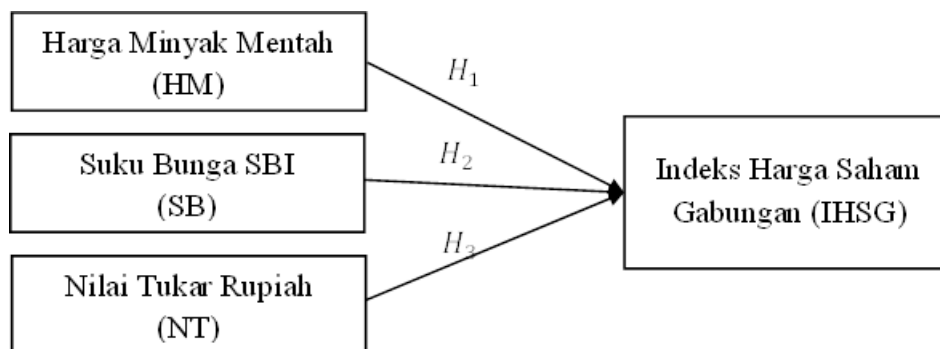 Harga Minyak Mentah
(HM)
H₁
Suku Bunga SBI
(SB)
H₂
Nilai Tukar Rupiah
(NT)
H₃
Indeks Harga Saham
Gabungan (IHSG)